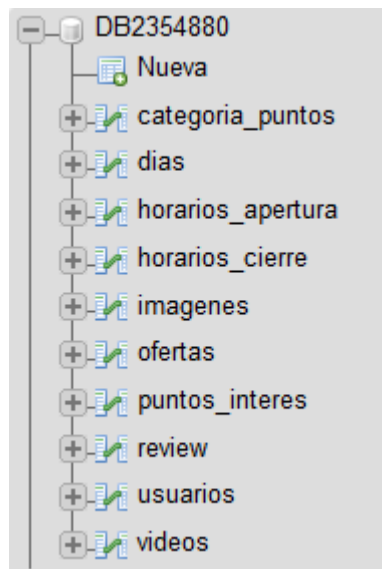 DB2354880
Nueva
categoria_puntos
dias
horarios_apertura
horarios_cierre
imagenes
ofertas
puntos_interes
review
usuarios
videos